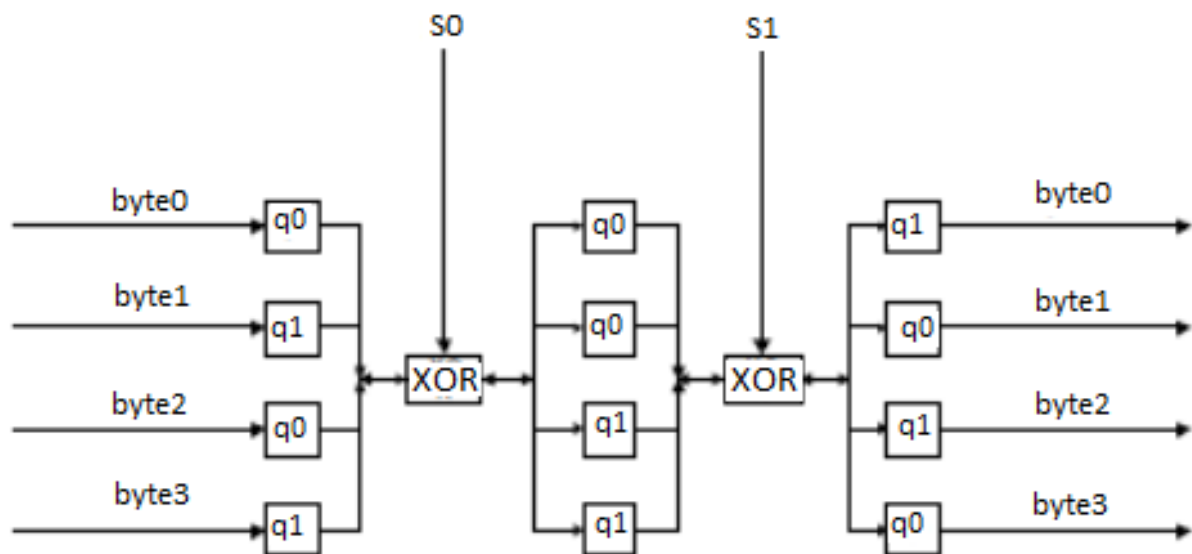 S0 S1
byte0 q0 q0 q1 byte0
byte1 q1 q0 q0 byte1
XOR XOR
byte2 q0 q1 q1 byte2
byte3 q1 q1 q0 byte3